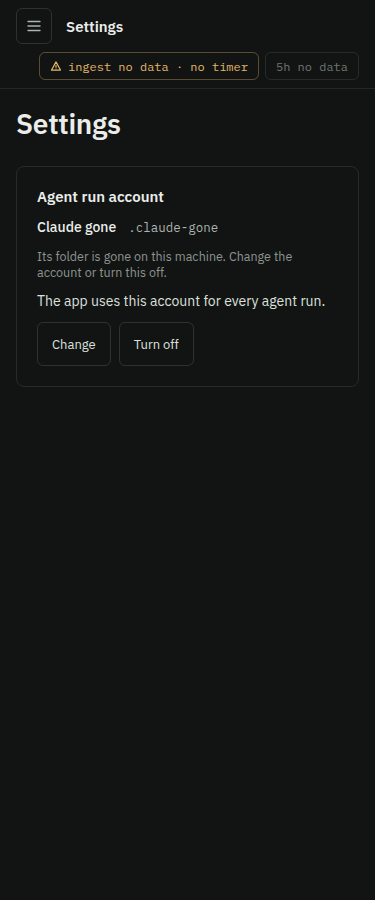 Settings
ingest no data · no timer
5h no data
Settings
Agent run account
Claude gone .claude-gone
Its folder is gone on this machine. Change the
account or turn this off.
The app uses this account for every agent run.
Change
Turn off